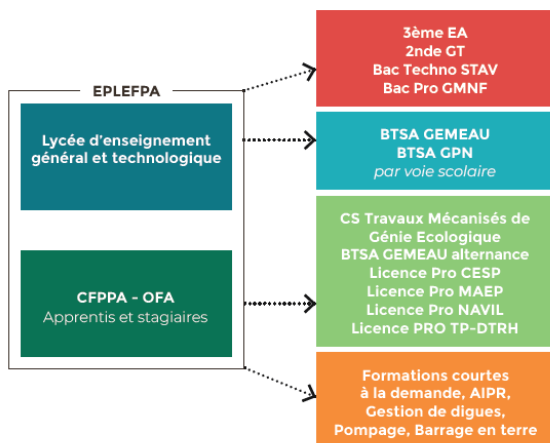 EPLEFPA
Lycée d'enseignement
général et technologique
CFPPA - OFA
Apprentis et stagiaires
3ème EA
2nde GT
Bac Techno STAV
Bac Pro GMNF
BTSA GEMEAU
BTSA GPN
par voie scolaire
CS Travaux Mécanisés de
Génie Ecologique
BTSA GEMEAU alternance
Licence Pro CESP
Licence Pro MAEP
Licence Pro NAVIL
Licence PRO TP-DTRH
Formations courtes
à la demande, AIPR,
Gestion de digues,
Pompage, Barrage en terre